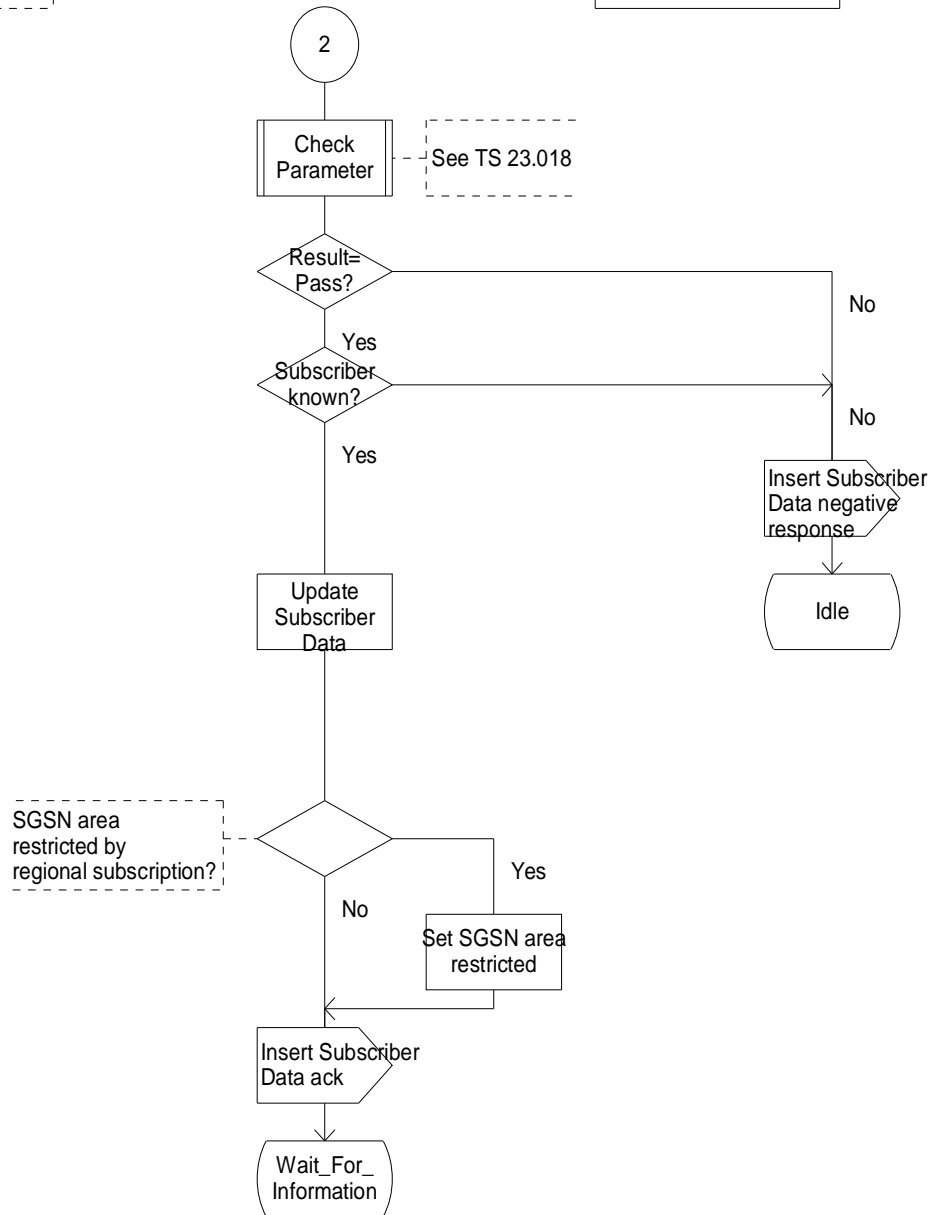 2
Check
Parameter
See TS 23.018
Result=
Pass?
No
Yes
Subscriber
known?
No
Yes
Insert Subscriber
Data negative
response
Update
Subscriber
Data
Idle
SGSN area
restricted by
regional subscription?
Yes
No
Set SGSN area
restricted
Insert Subscriber
Data ack
Wait_For_
Information